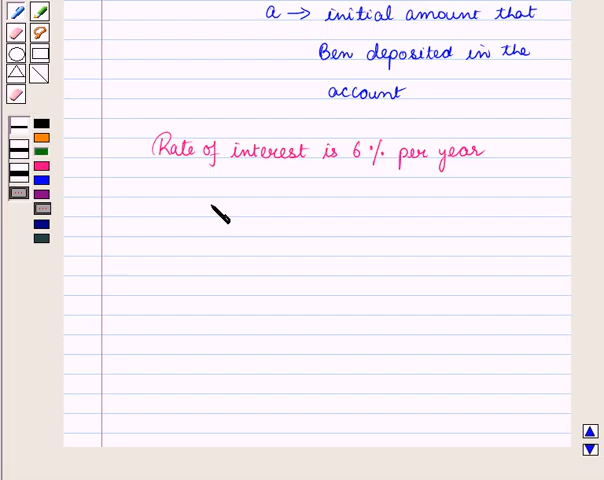 a → initial amount that
Ben deposited in the
account
Rate of interest is 6% per year